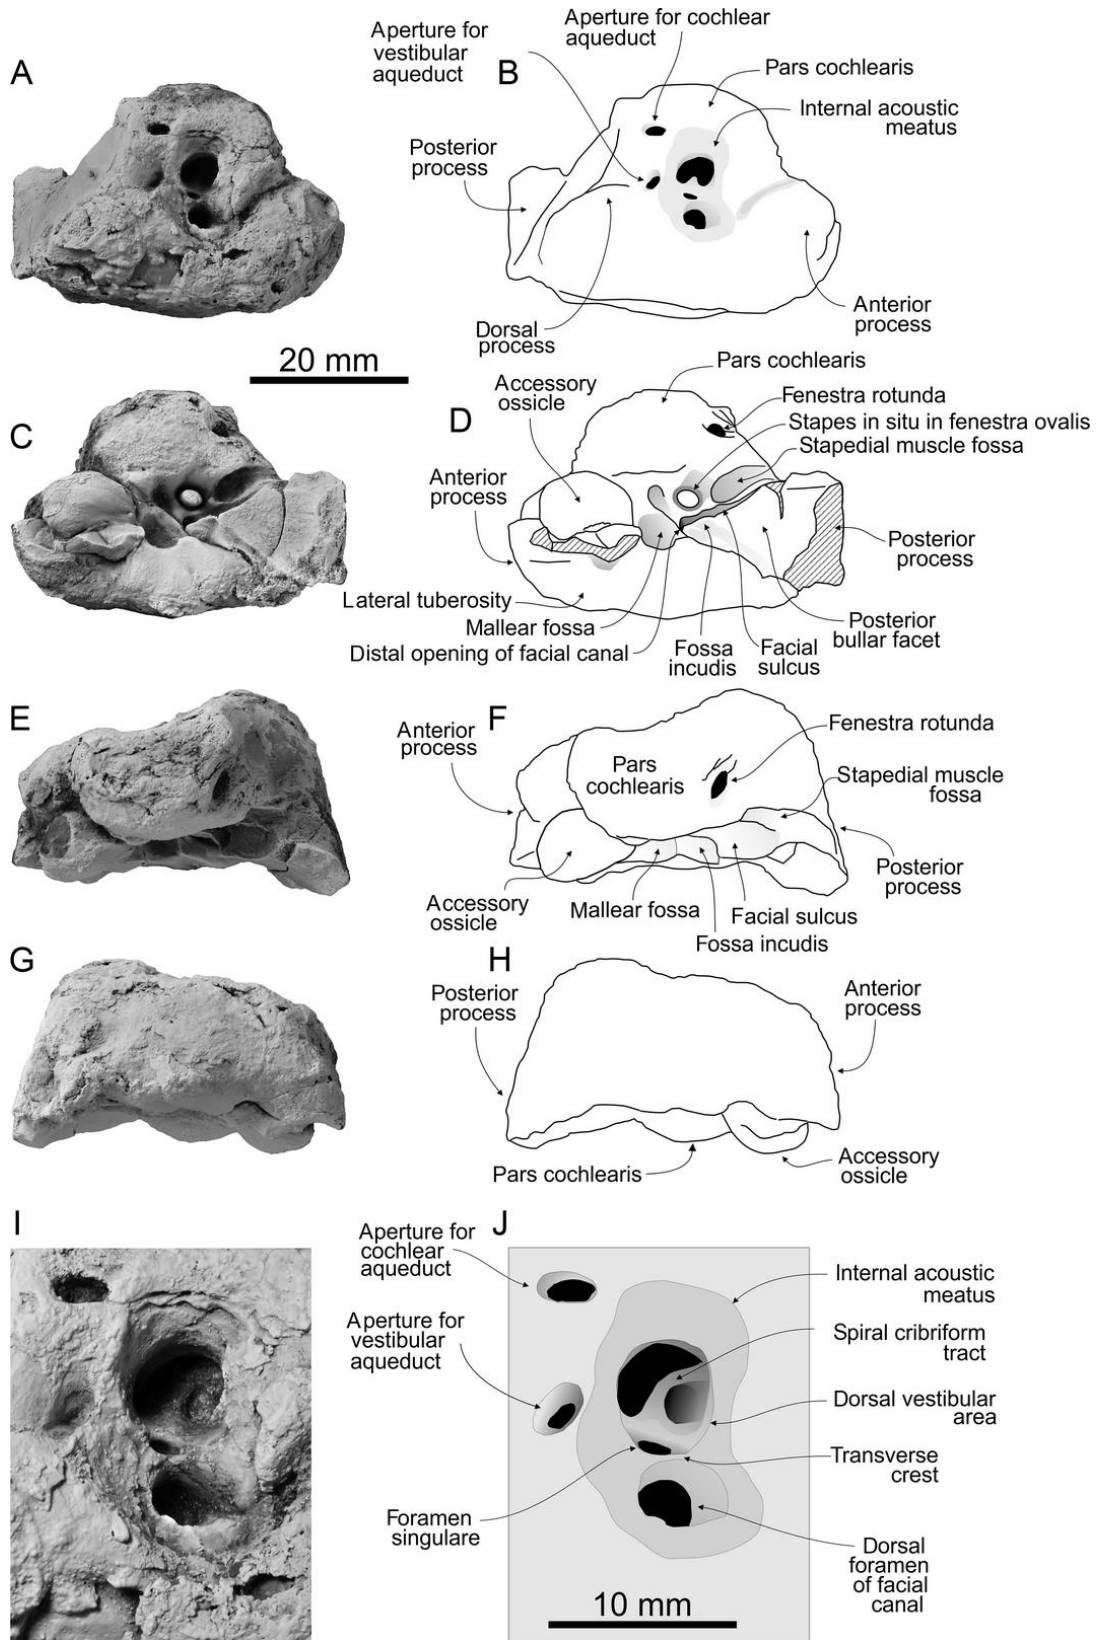 A
B
Aperture for
vestibular
aqueduct
Aperture for cochlear
aqueduct
Pars cochlearis
Internal acoustic
meatus
Posterior
process
Dorsal
process
Anterior
process
20 mm
C
D
Accessory
ossicle
Pars cochlearis
Fenestra rotunda
Stapes in situ in fenestra ovalis
Stapedial muscle fossa
Anterior
process
Posterior
process
Lateral tuberosity
Mallear fossa
Distal opening of facial canal
Fossa
incudis
Facial
sulcus
Posterior
bullar facet
E
F
Anterior
process
Pars
cochlearis
Fenestra rotunda
Stapedial muscle
fossa
Posterior
process
Accessory
ossicle
Mallear fossa
Facial sulcus
Fossa incudis
G
H
Posterior
process
Anterior
process
Pars cochlearis
Accessory
ossicle
I
J
Aperture for
cochlear
aqueduct
Aperture for
vestibular
aqueduct
Foramen
singulare
Internal acoustic
meatus
Spiral cribriform
tract
Dorsal vestibular
area
Transverse
crest
Dorsal
foramen
of facial
canal
10 mm